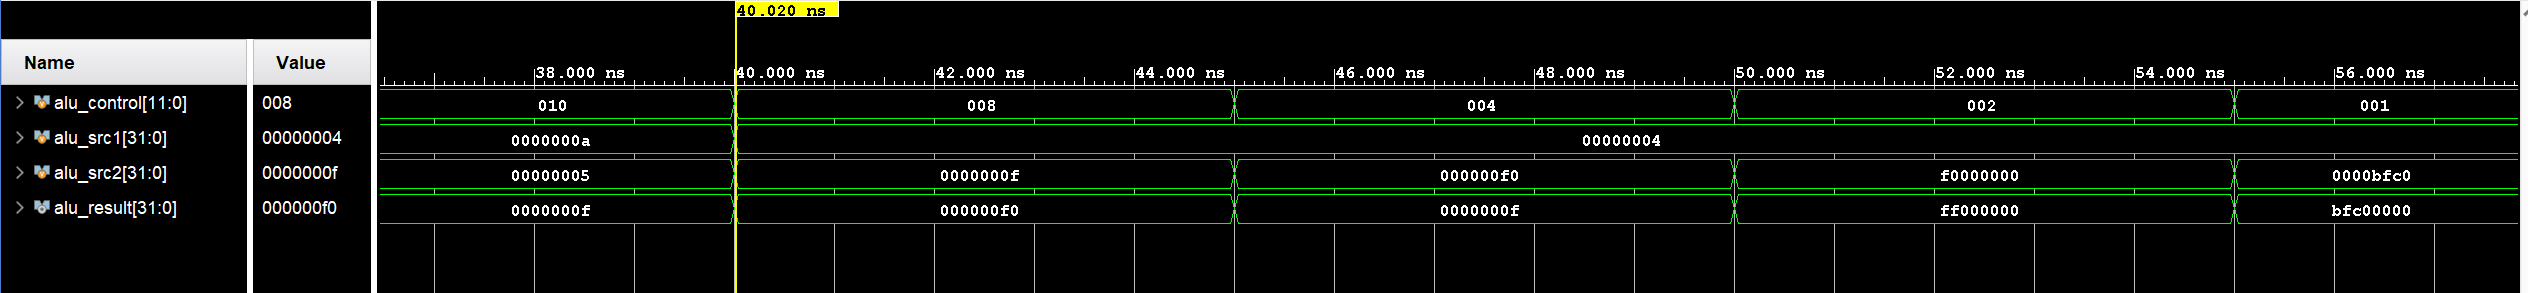 40.020 ns
Name Value
38.000 ns 40.000 ns 42.000 ns 44.000 ns 46.000 ns 48.000 ns 50.000 ns 52.000 ns 54.000 ns 56.000 ns
alu_control[11:0] 008 010 008 004 002 001
alu_src1[31:0] 00000004 0000000a 00000004
alu_src2[31:0] 0000000f 00000005 0000000f 000000f0 f0000000 0000bfc0
alu_result[31:0] 000000f0 0000000f 000000f0 0000000f ff000000 bfc00000